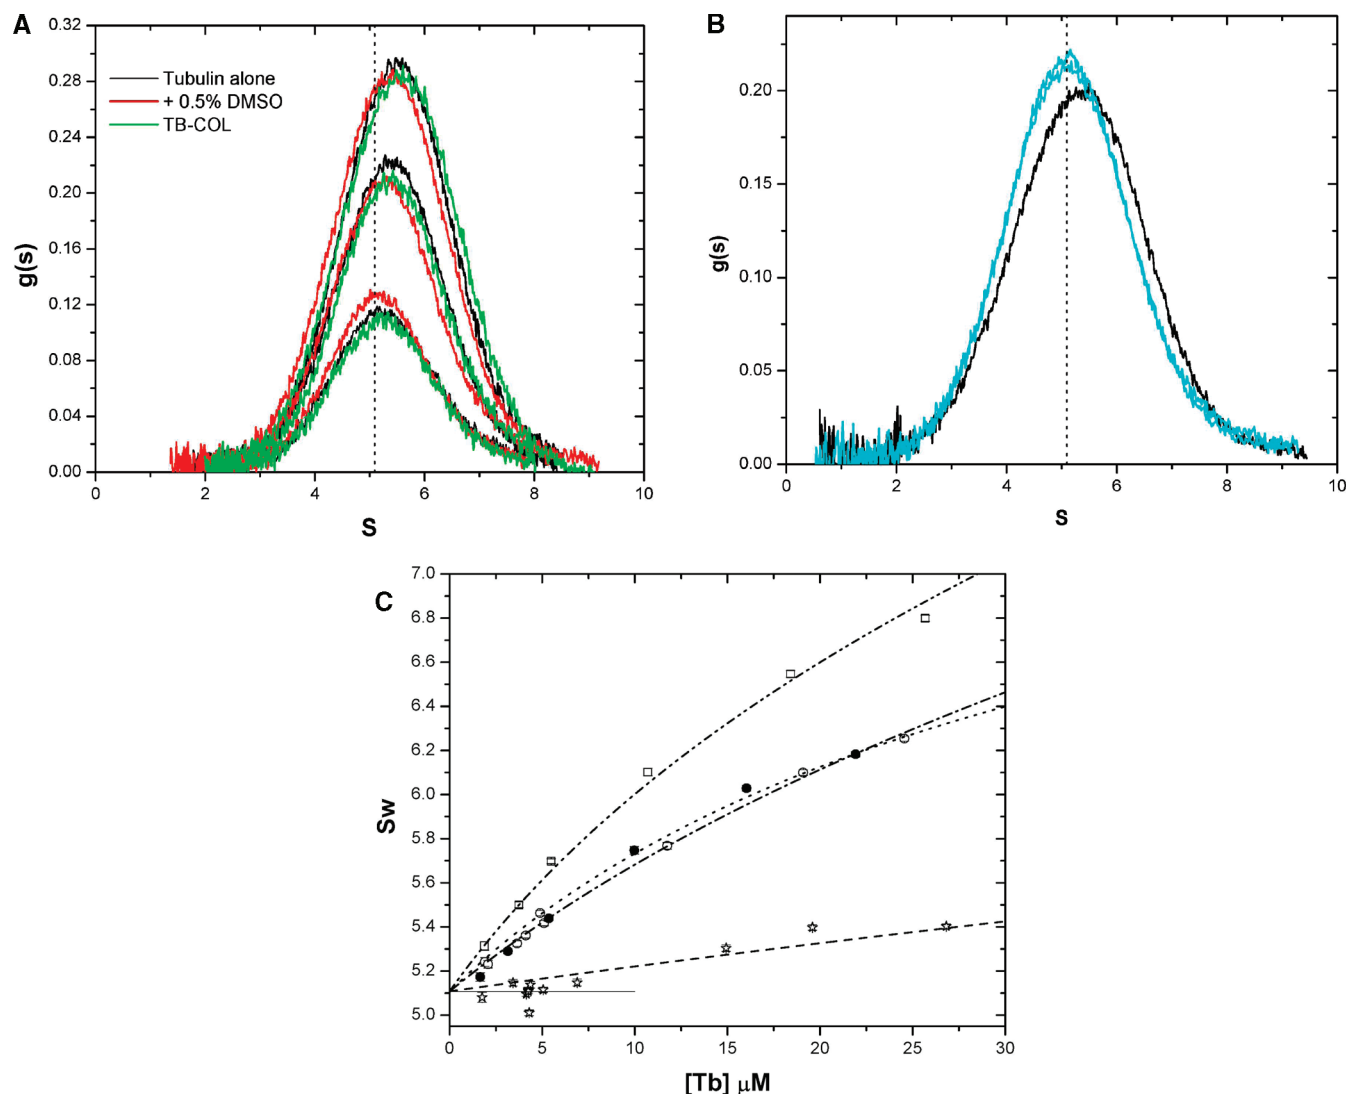 A
0.32
0.28
0.24
0.20
0.16
0.12
0.08
0.04
0.00
g(s)
Tubulin alone
+ 0.5% DMSO
TB-COL
0 2 4 6 8 10
S
B
0.20
0.15
0.10
0.05
0.00
g(s)
0 2 4 6 8 10
S
C
7.0
6.8
6.6
6.4
6.2
6.0
5.8
5.6
5.4
5.2
5.0
Sw
0 5 10 15 20 25 30
[Tb] μM